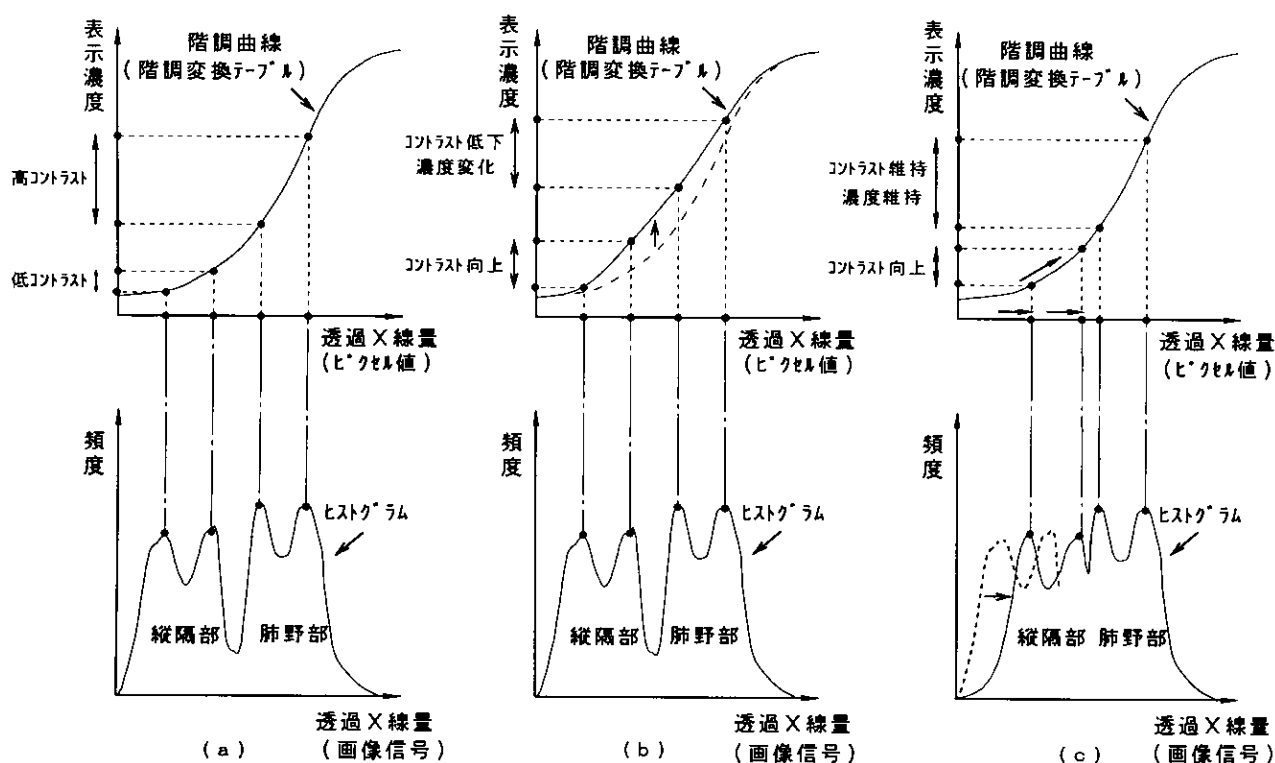 表示濃度
階調曲線
(階調変換テーブル)
高コントラスト
低コントラスト
透過X線量
(ピクセル値)
頻度
ヒストグラム
縦隔部
肺野部
透過X線量
(画像信号)
(a)
表示濃度
階調曲線
(階調変換テーブル)
コントラスト低下
濃度変化
コントラスト向上
透過X線量
(ピクセル値)
頻度
ヒストグラム
縦隔部
肺野部
透過X線量
(画像信号)
(b)
表示濃度
階調曲線
(階調変換テーブル)
コントラスト維持
濃度維持
コントラスト向上
透過X線量
(ピクセル値)
頻度
ヒストグラム
縦隔部
肺野部
透過X線量
(画像信号)
(c)